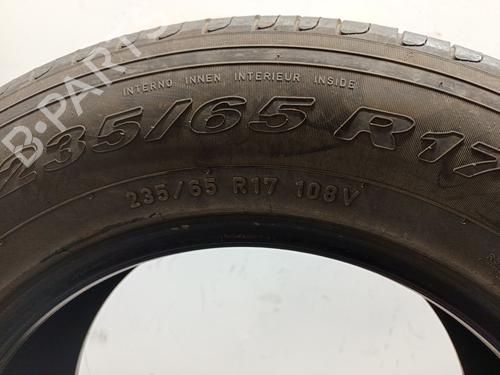 B-PARTS
INTERNO INNEN INTERIEUR INSIDE
235/65 R17
235/65 R17 108V